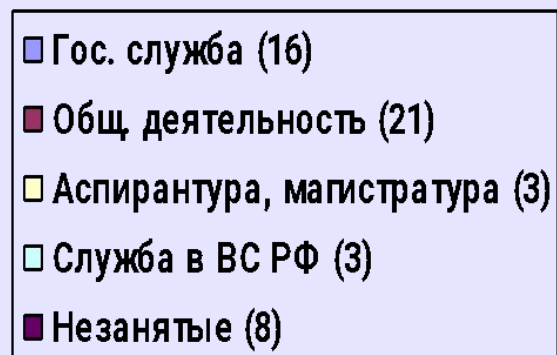 Гос. служба (16)
Общ. деятельность (21)
Аспирантура, магистратура (3)
Служба в ВС РФ (3)
Незанятые (8)